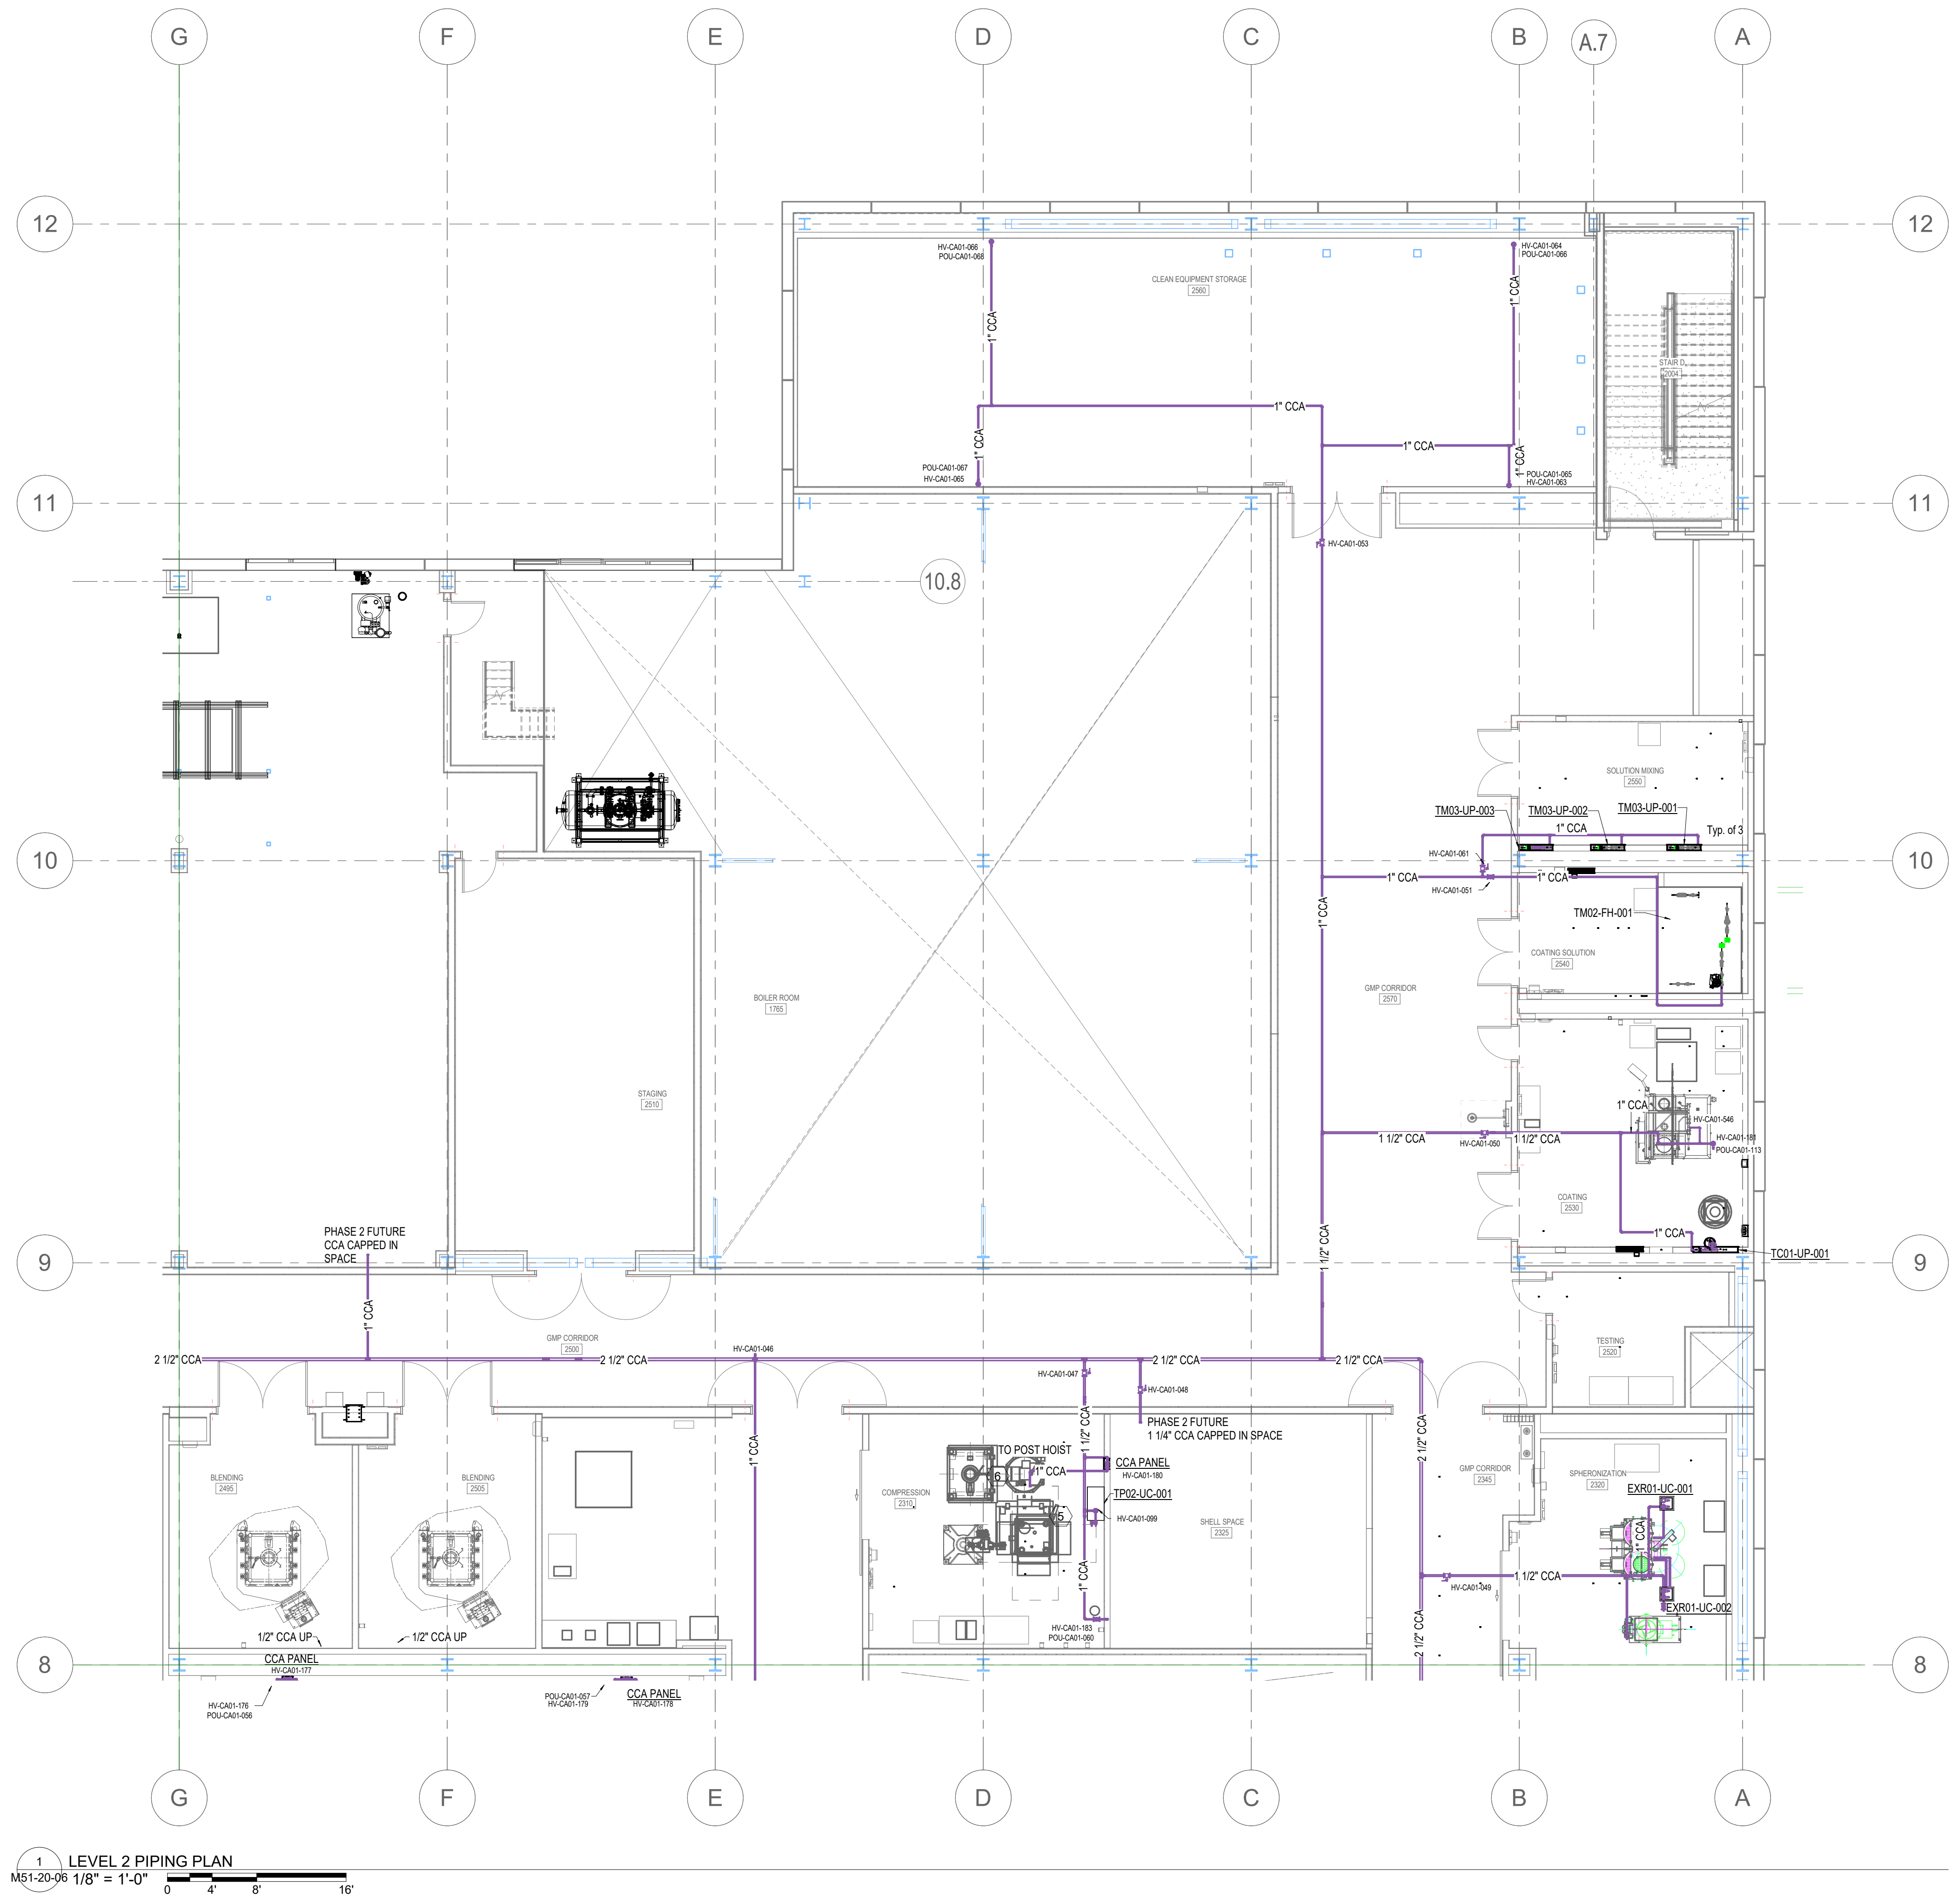 G
F
E
D
C
B
A.7
A
12
12
HV-CA01-066
POU-CA01-068
HV-CA01-064
POU-CA01-066
CLEAN EQUIPMENT STORAGE
2560
1" CCA
1" CCA
STAIR D
2004
1" CCA
1" CCA
1" CCA
1" CCA
POU-CA01-067
HV-CA01-065
POU-CA01-065
HV-CA01-063
11
11
HV-CA01-053
10.8
SOLUTION MIXING
2550
TM03-UP-003
TM03-UP-002
TM03-UP-001
1" CCA
Typ. of 3
10
10
HV-CA01-061
1" CCA
1" CCA
HV-CA01-051
1" CCA
TM02-FH-001
COATING SOLUTION
2540
GMP CORRIDOR
2570
BOILER ROOM
1765
STAGING
2510
1" CCA
HV-CA01-546
1 1/2" CCA
HV-CA01-050
1 1/2" CCA
HV-CA01-181
POU-CA01-113
COATING
2530
PHASE 2 FUTURE
CCA CAPPED IN
SPACE
1 1/2" CCA
1" CCA
TC01-UP-001
9
9
1" CCA
GMP CORRIDOR
2500
HV-CA01-046
TESTING
2520
2 1/2" CCA
2 1/2" CCA
2 1/2" CCA
2 1/2" CCA
HV-CA01-047
HV-CA01-048
PHASE 2 FUTURE
1 1/4" CCA CAPPED IN SPACE
1" CCA
1 1/2" CCA
2 1/2" CCA
TO POST HOIST
6
1" CCA
CCA PANEL
HV-CA01-180
BLENDING
2495
BLENDING
2505
COMPRESSION
2310
TP02-UC-001
5
HV-CA01-099
SHELL SPACE
2325
GMP CORRIDOR
2345
SPHERONIZATION
2320
EXR01-UC-001
1" CCA
1" CCA
HV-CA01-049
1 1/2" CCA
EXR01-UC-002
2 1/2" CCA
HV-CA01-183
POU-CA01-060
1/2" CCA UP
1/2" CCA UP
8
8
CCA PANEL
HV-CA01-177
HV-CA01-176
POU-CA01-056
POU-CA01-057
HV-CA01-179
CCA PANEL
HV-CA01-178
G
F
E
D
C
B
A
1
LEVEL 2 PIPING PLAN
M51-20-06
1/8" = 1'-0"
0
4'
8'
16'